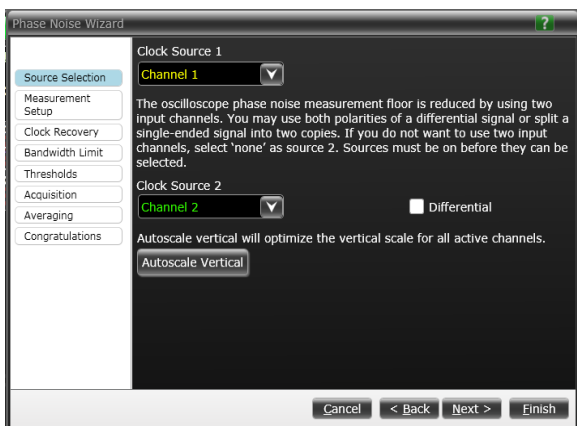 Phase Noise Wizard
?
Source Selection
Measurement
Setup
Clock Recovery
Bandwidth Limit
Thresholds
Acquisition
Averaging
Congratulations
Clock Source 1
Channel 1
The oscilloscope phase noise measurement floor is reduced by using two
input channels. You may use both polarities of a differential signal or split a
single-ended signal into two copies. If you do not want to use two input
channels, select ‘none’ as source 2. Sources must be on before they can be
selected.
Clock Source 2
Channel 2
Differential
Autoscale vertical will optimize the vertical scale for all active channels.
Autoscale Vertical
Cancel
< Back
Next >
Finish